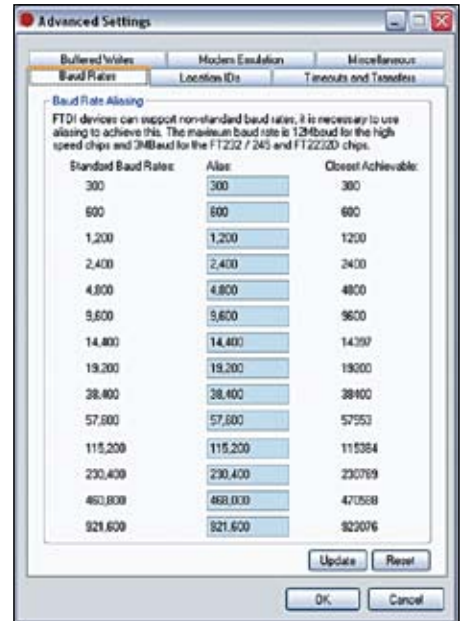 Advanced Settings
Buffered Writes Modem Emulation Miscellaneous
Baud Rates Location IDs Timeouts and Transfers
Baud Rate Aliasing
FTDI devices can support non-standard baud rates, it is necessary to use
aliasing to achieve this. The maximum baud rate is 12Mbaud for the high
speed chips and 3MBaud for the FT232 / 245 and FT2232D chips.
Standard Baud Rates: Alias: Closest Achievable:
300 300 300
600 600 600
1,200 1,200 1200
2,400 2,400 2400
4,800 4,800 4800
9,600 9,600 9600
14,400 14,400 14397
19,200 19,200 19200
38,400 38,400 38400
57,600 57,600 57553
115,200 115,200 115384
230,400 230,400 230769
460,800 468,000 470588
921,600 921,600 923076
Update Reset
OK Cancel